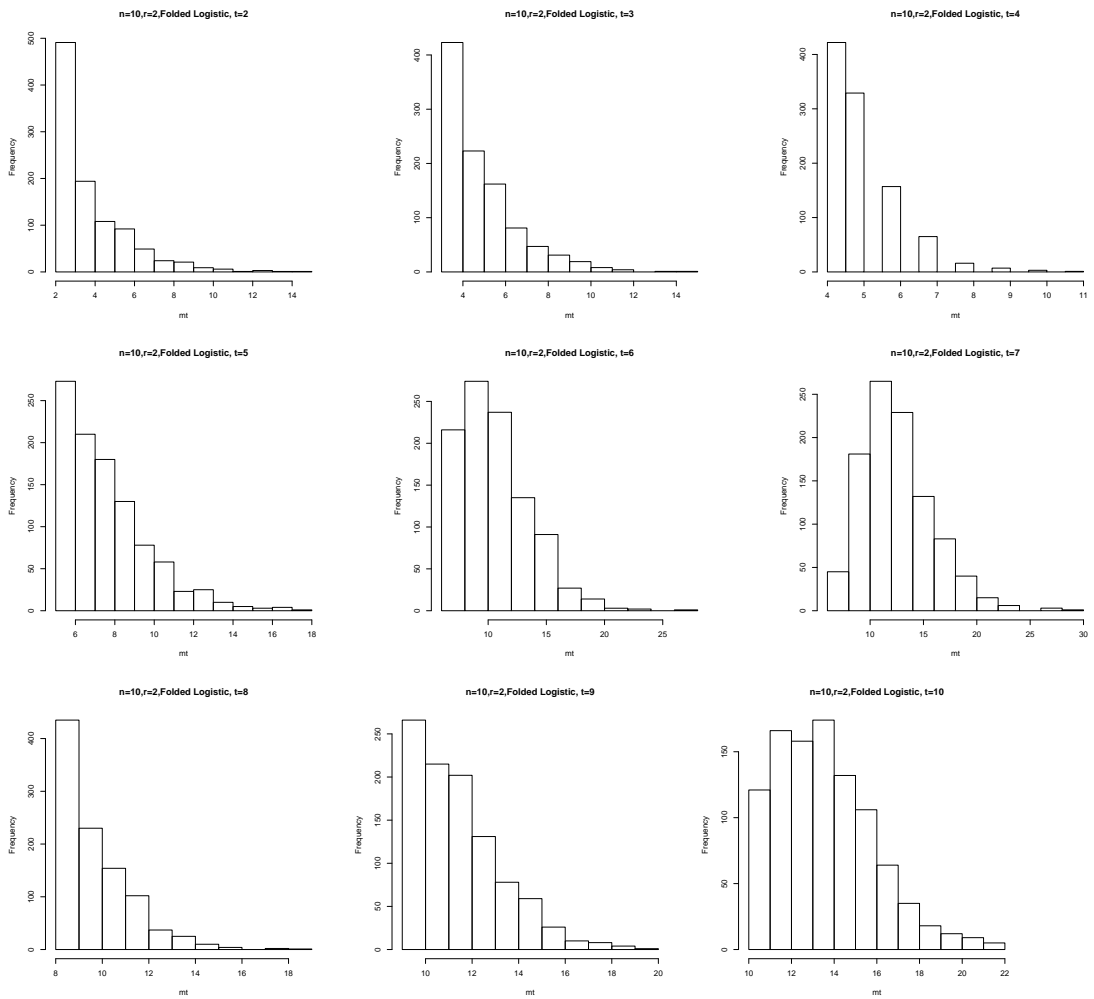 n=10,r=2,Folded Logistic, t=2
Frequency
0
100
200
300
400
500
2 4 6 8 10 12 14
mt
n=10,r=2,Folded Logistic, t=3
Frequency
0
100
200
300
400
4 6 8 10 12 14
mt
n=10,r=2,Folded Logistic, t=4
Frequency
0
100
200
300
400
4 5 6 7 8 9 10 11
mt
n=10,r=2,Folded Logistic, t=5
Frequency
0
50
100
150
200
250
6 8 10 12 14 16 18
mt
n=10,r=2,Folded Logistic, t=6
Frequency
0
50
100
150
200
250
10 15 20 25
mt
n=10,r=2,Folded Logistic, t=7
Frequency
0
50
100
150
200
250
10 15 20 25 30
mt
n=10,r=2,Folded Logistic, t=8
Frequency
0
100
200
300
400
8 10 12 14 16 18
mt
n=10,r=2,Folded Logistic, t=9
Frequency
0
50
100
150
200
250
10 12 14 16 18 20
mt
n=10,r=2,Folded Logistic, t=10
Frequency
0
50
100
150
10 12 14 16 18 20 22
mt